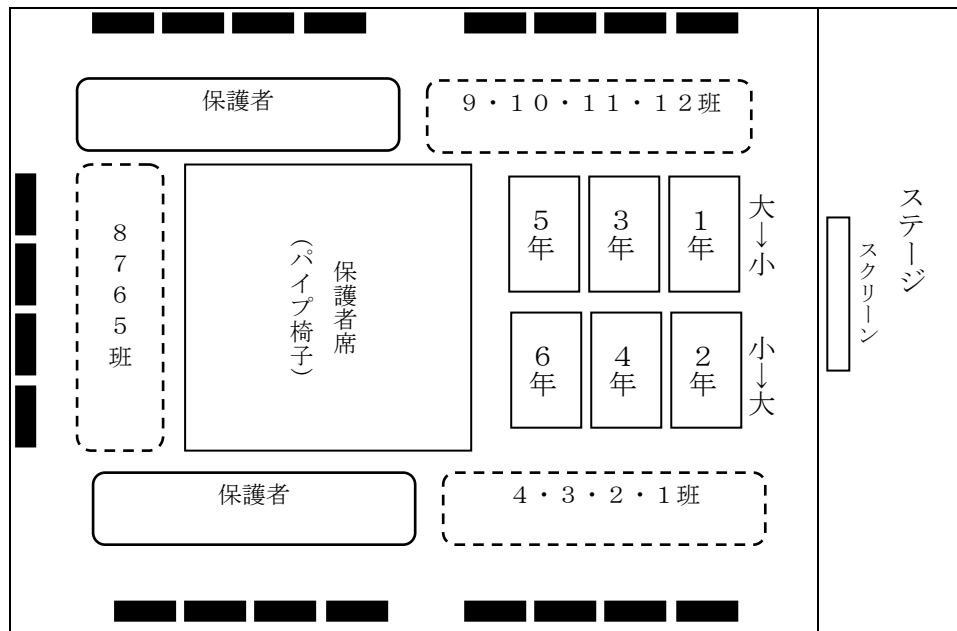 保護者
９・１０・１１・１２班
８７６５班
保護者席
（パイプ椅子）
５年
３年
１年
大→小
６年
４年
２年
小→大
スクリーン
ステージ
保護者
４・３・２・１班